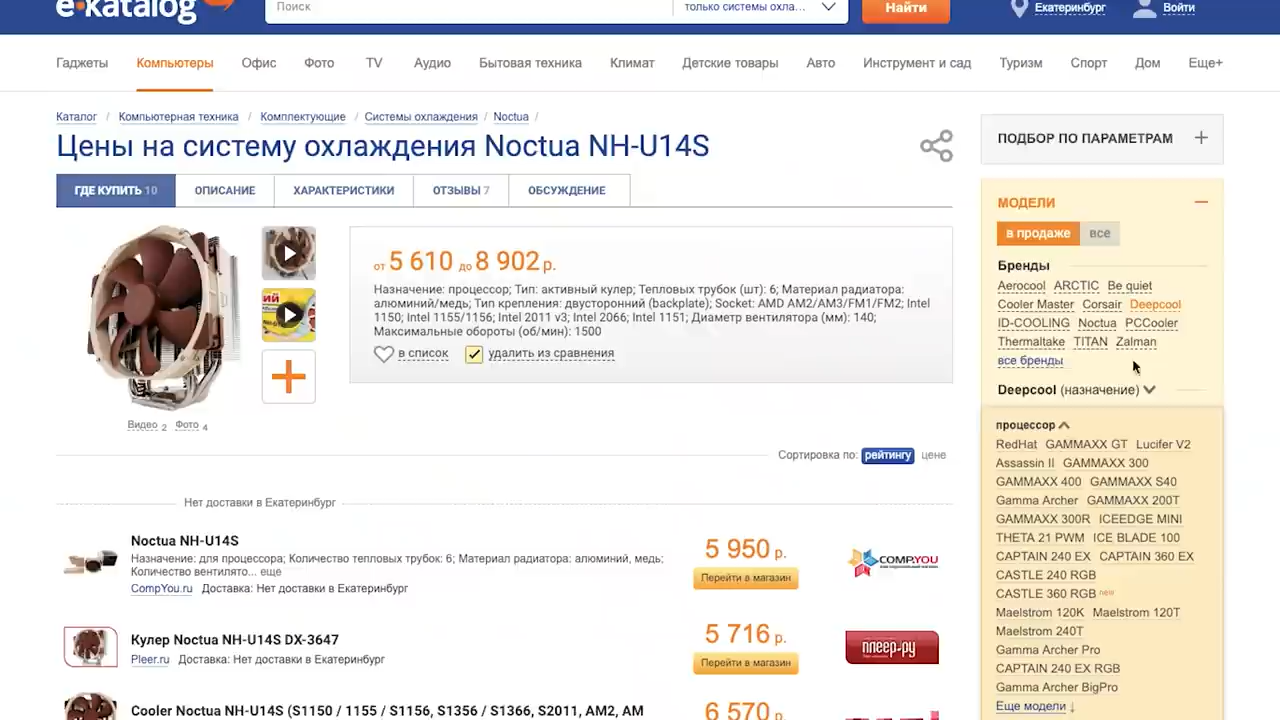 e·каталог
Поиск
только системы охла...
Найти
Екатеринбург
Войти
Гаджеты Компьютеры Офис Фото TV Аудио Бытовая техника Климат Детские товары Авто Инструмент и сад Туризм Спорт Дом Еще+
Каталог / Компьютерная техника / Комплектующие / Системы охлаждения / Noctua /
Цены на систему охлаждения Noctua NH-U14S
ГДЕ КУПИТЬ 10 ОПИСАНИЕ ХАРАКТЕРИСТИКИ ОТЗЫВЫ 7 ОБСУЖДЕНИЕ
ий
Видео 2 Фото 4
от 5 610 до 8 902 р.
Назначение: процессор; Тип: активный кулер; Тепловых трубок (шт): 6; Материал радиатора:
алюминий/медь; Тип крепления: двусторонний (backplate); Socket: AMD AM2/AM3/FM1/FM2; Intel
1150; Intel 1155/1156; Intel 2011 v3; Intel 2066; Intel 1151; Диаметр вентилятора (мм): 140;
Максимальные обороты (об/мин): 1500
в список удалить из сравнения
Сортировка по: рейтингу цене
Нет доставки в Екатеринбург
Noctua NH-U14S
Назначение: для процессора; Количество тепловых трубок: 6; Материал радиатора: алюминий, медь;
Количество вентилято... еще
CompYou.ru Доставка: Нет доставки в Екатеринбург
5 950 р.
Перейти в магазин
COMPYOU
Кулер Noctua NH-U14S DX-3647
Pleer.ru Доставка: Нет доставки в Екатеринбург
5 716 р.
Перейти в магазин
плеер.ру
Cooler Noctua NH-U14S (S1150 / 1155 / S1156, S1356 / S1366, S2011, AM2, AM
6 570 р.
ПОДБОР ПО ПАРАМЕТРАМ
МОДЕЛИ
в продаже все
Бренды
Aerocool ARCTIC Be quiet
Cooler Master Corsair Deepcool
ID-COOLING Noctua PCCooler
Thermaltake TITAN Zalman
все бренды
Deepcool (назначение)
процессор
RedHat GAMMAXX GT Lucifer V2
Assassin II GAMMAXX 300
GAMMAXX 400 GAMMAXX S40
Gamma Archer GAMMAXX 200T
GAMMAXX 300R ICEEDGE MINI
THETA 21 PWM ICE BLADE 100
CAPTAIN 240 EX CAPTAIN 360 EX
CASTLE 240 RGB
CASTLE 360 RGB new
Maelstrom 120K Maelstrom 120T
Maelstrom 240T
Gamma Archer Pro
CAPTAIN 240 EX RGB
Gamma Archer BigPro
Еще модели ↓